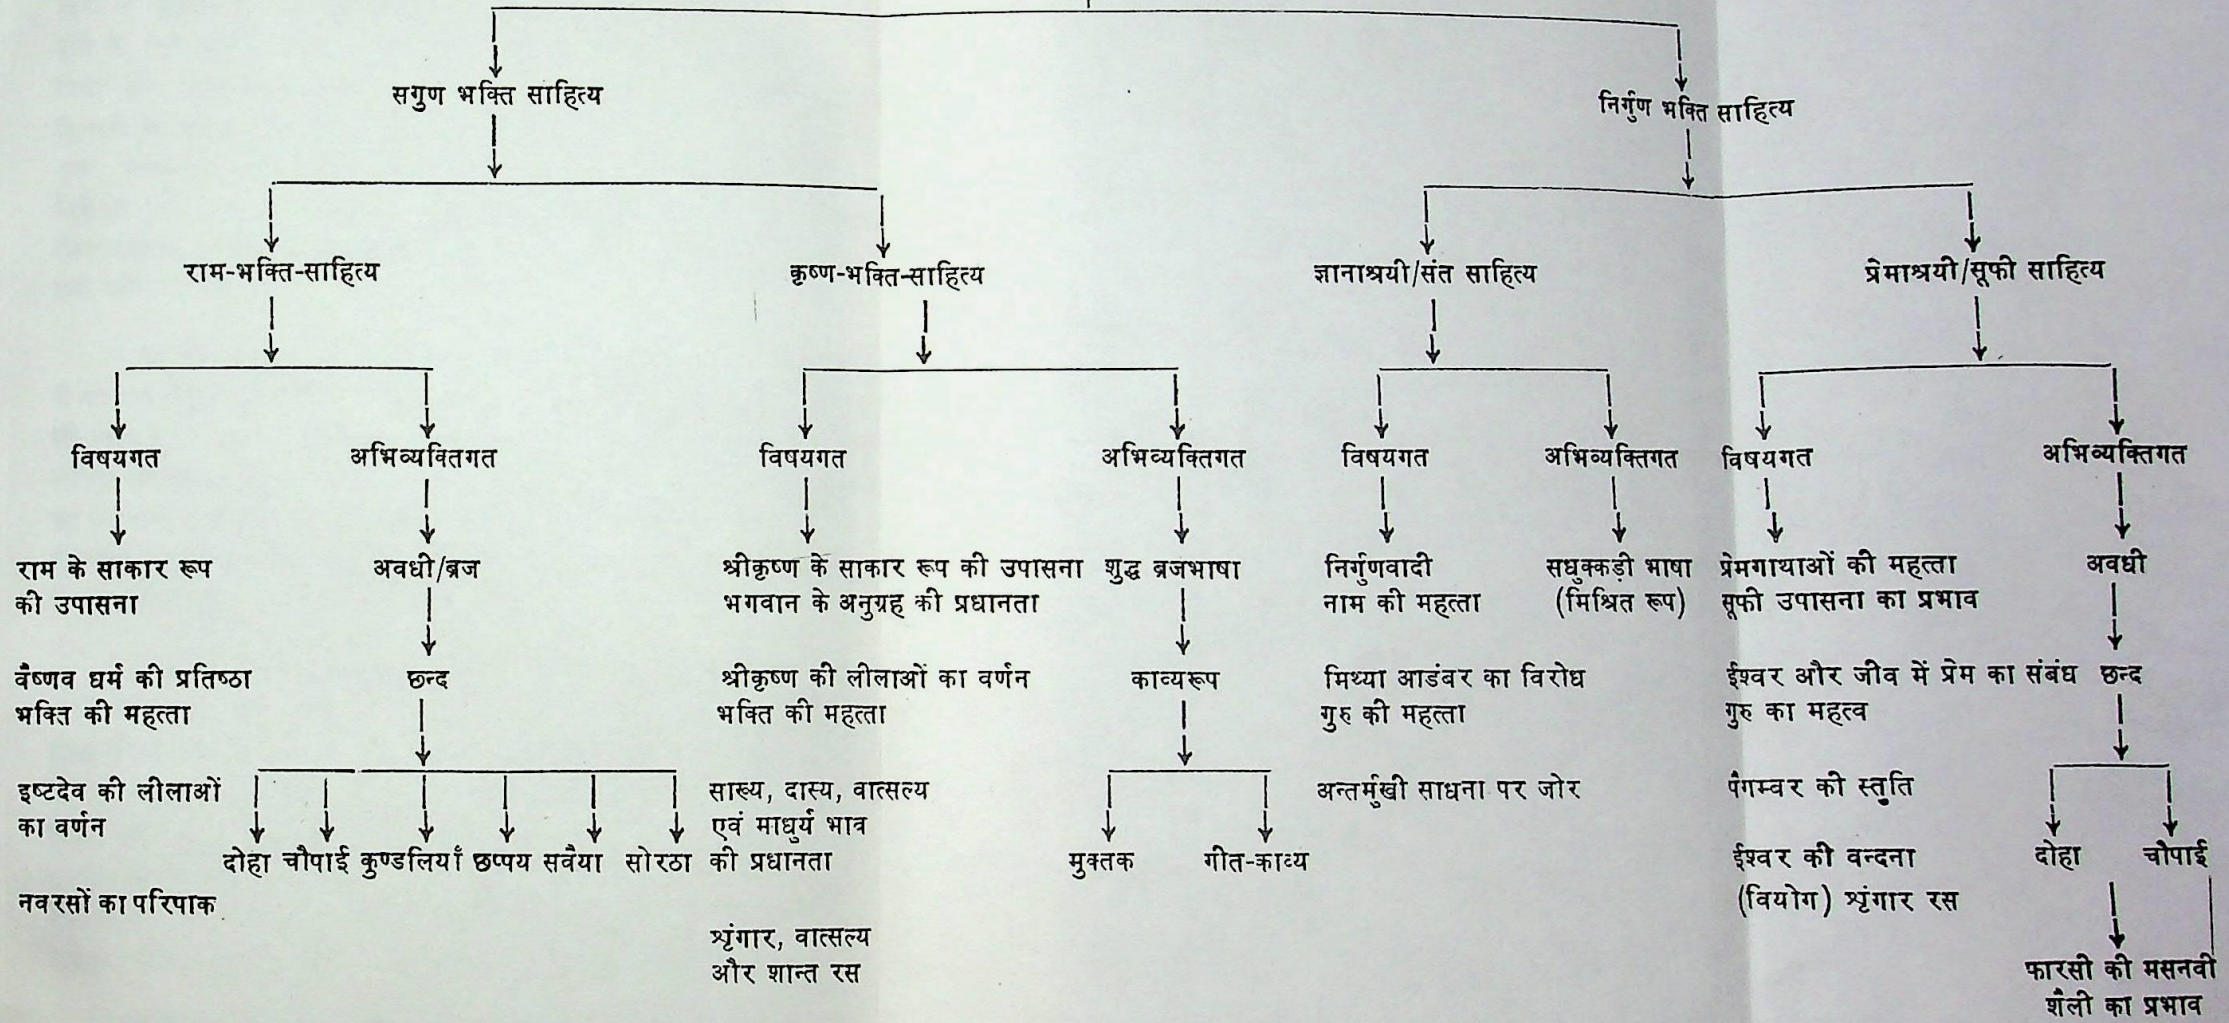 सगुण भक्ति साहित्य
निर्गुण भक्ति साहित्य
राम-भक्ति-साहित्य
कृष्ण-भक्ति-साहित्य
ज्ञानाश्रयी/संत साहित्य
प्रेमाश्रयी/सूफी साहित्य
विषयगत
अभिव्यक्तिगत
विषयगत
अभिव्यक्तिगत
विषयगत
अभिव्यक्तिगत
विषयगत
अभिव्यक्तिगत
राम के साकार रूप
की उपासना
वैष्णव धर्म की प्रतिष्ठा
भक्ति की महत्ता
इष्टदेव की लीलाओं
का वर्णन
नवरसों का परिपाक
अवधी/ब्रज
छन्द
दोहा चौपाई कुण्डलियाँ छप्पय सवैया सोरठा
श्रीकृष्ण के साकार रूप की उपासना
भगवान के अनुग्रह की प्रधानता
श्रीकृष्ण की लीलाओं का वर्णन
भक्ति की महत्ता
साख्य, दास्य, वात्सल्य
एवं माधुर्य भाव
की प्रधानता
शृंगार, वात्सल्य
और शान्त रस
शुद्ध ब्रजभाषा
काव्यरूप
मुक्तक
गीत-काव्य
निर्गुणवादी
नाम की महत्ता
मिथ्या आडंबर का विरोध
गुरु की महत्ता
अन्तर्मुखी साधना पर जोर
सधुक्कड़ी भाषा
(मिश्रित रूप)
प्रेमगाथाओं की महत्ता
सूफी उपासना का प्रभाव
ईश्वर और जीव में प्रेम का संबंध
गुरु का महत्व
पैगम्बर की स्तुति
ईश्वर की वन्दना
(वियोग) शृंगार रस
अवधी
छन्द
दोहा
चौपाई
फारसी की मसनवी
शैली का प्रभाव